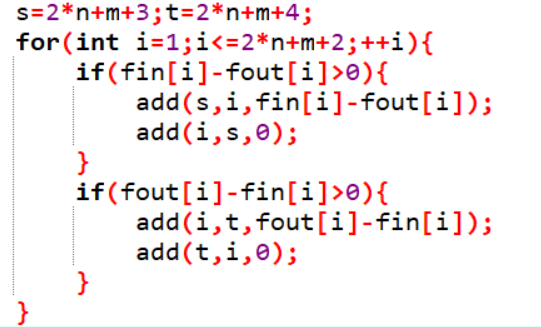 s=2*n+m+3;t=2*n+m+4;
for(int i=1;i<=2*n+m+2;++i){
    if(fin[i]-fout[i]>0){
        add(s,i,fin[i]-fout[i]);
        add(i,s,0);
    }
    if(fout[i]-fin[i]>0){
        add(i,t,fout[i]-fin[i]);
        add(t,i,0);
    }
}